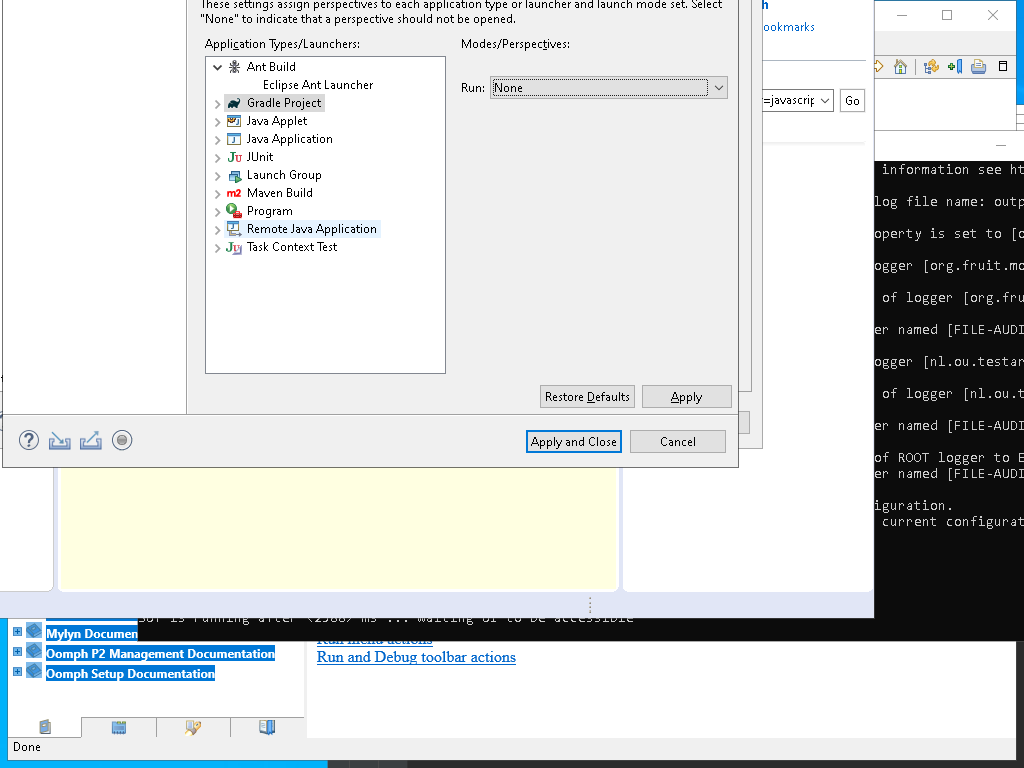 These settings assign perspectives to each application type or launcher and launch mode set. Select
"None" to indicate that a perspective should not be opened.
Application Types/Launchers:
Modes/Perspectives:
Ant Build
Eclipse Ant Launcher
Gradle Project
Java Applet
Java Application
JUnit
Launch Group
Maven Build
Program
Remote Java Application
Task Context Test
Run: None
Restore Defaults
Apply
Apply and Close
Cancel
ookmarks
=javascrip
Go
information see ht
log file name: outp
operty is set to [o
ogger [org.fruit.mo
of logger [org.fru
er named [FILE-AUDI
ogger [nl.ou.testar
of logger [nl.ou.t
er named [FILE-AUDI
of ROOT logger to E
er named [FILE-AUDI
iguration.
current configurat
Mylyn Documen
Oomph P2 Management Documentation
Oomph Setup Documentation
Run menu actions
Run and Debug toolbar actions
Done